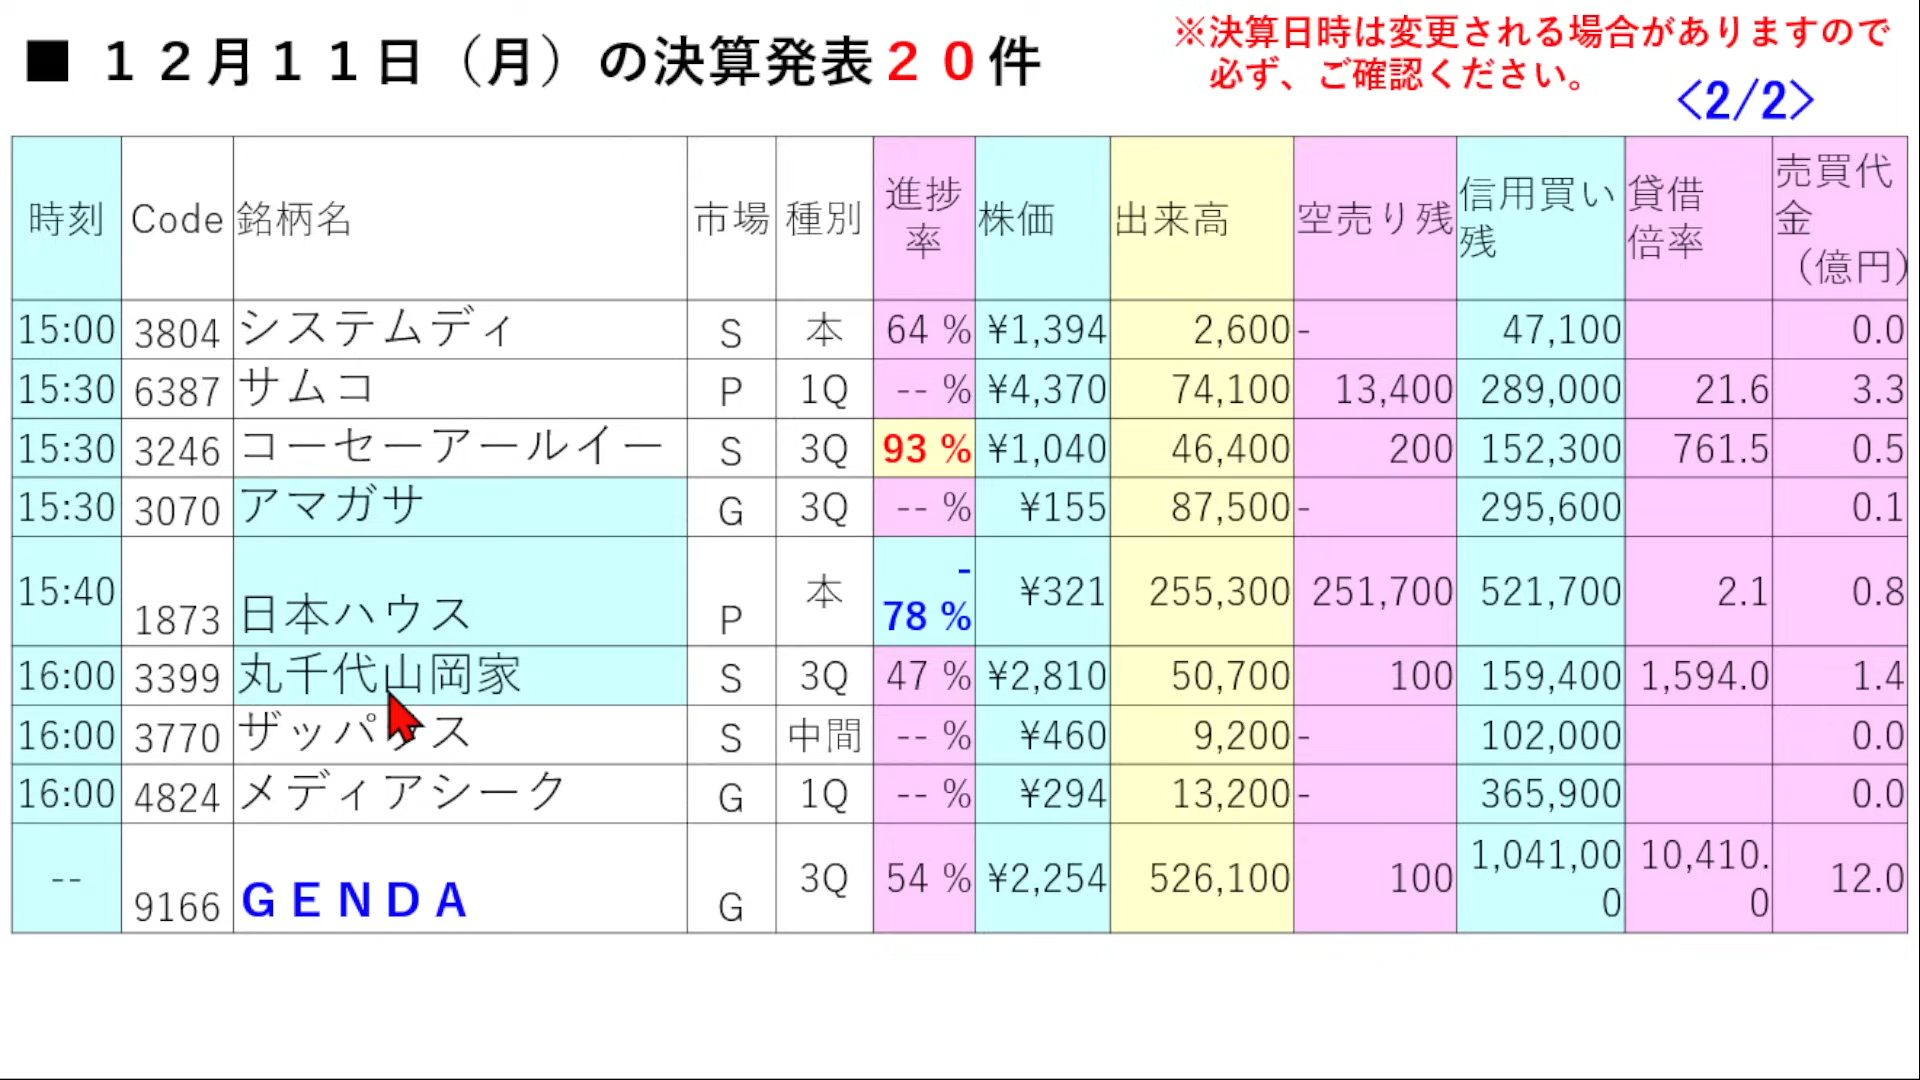 ■ １２月１１日（月）の決算発表２０件
※決算日時は変更される場合がありますので
必ず、ご確認ください。
<2/2>
時刻 Code 銘柄名 市場 種別 進捗率 株価 出来高 空売り残 信用買い残 貸借倍率 売買代金（億円）
15:00 3804 システムディ S 本 64 % ¥1,394 2,600 - 47,100 0.0
15:30 6387 サムコ P 1Q -- % ¥4,370 74,100 13,400 289,000 21.6 3.3
15:30 3246 コーセーアールイー S 3Q 93 % ¥1,040 46,400 200 152,300 761.5 0.5
15:30 3070 アマガサ G 3Q -- % ¥155 87,500 - 295,600 0.1
15:40 1873 日本ハウス P 本 -78 % ¥321 255,300 251,700 521,700 2.1 0.8
16:00 3399 丸千代山岡家 S 3Q 47 % ¥2,810 50,700 100 159,400 1,594.0 1.4
16:00 3770 ザッパラス S 中間 -- % ¥460 9,200 - 102,000 0.0
16:00 4824 メディアシーク G 1Q -- % ¥294 13,200 - 365,900 0.0
-- 9166 ＧＥＮＤＡ G 3Q 54 % ¥2,254 526,100 100 1,041,000 10,410.0 12.0